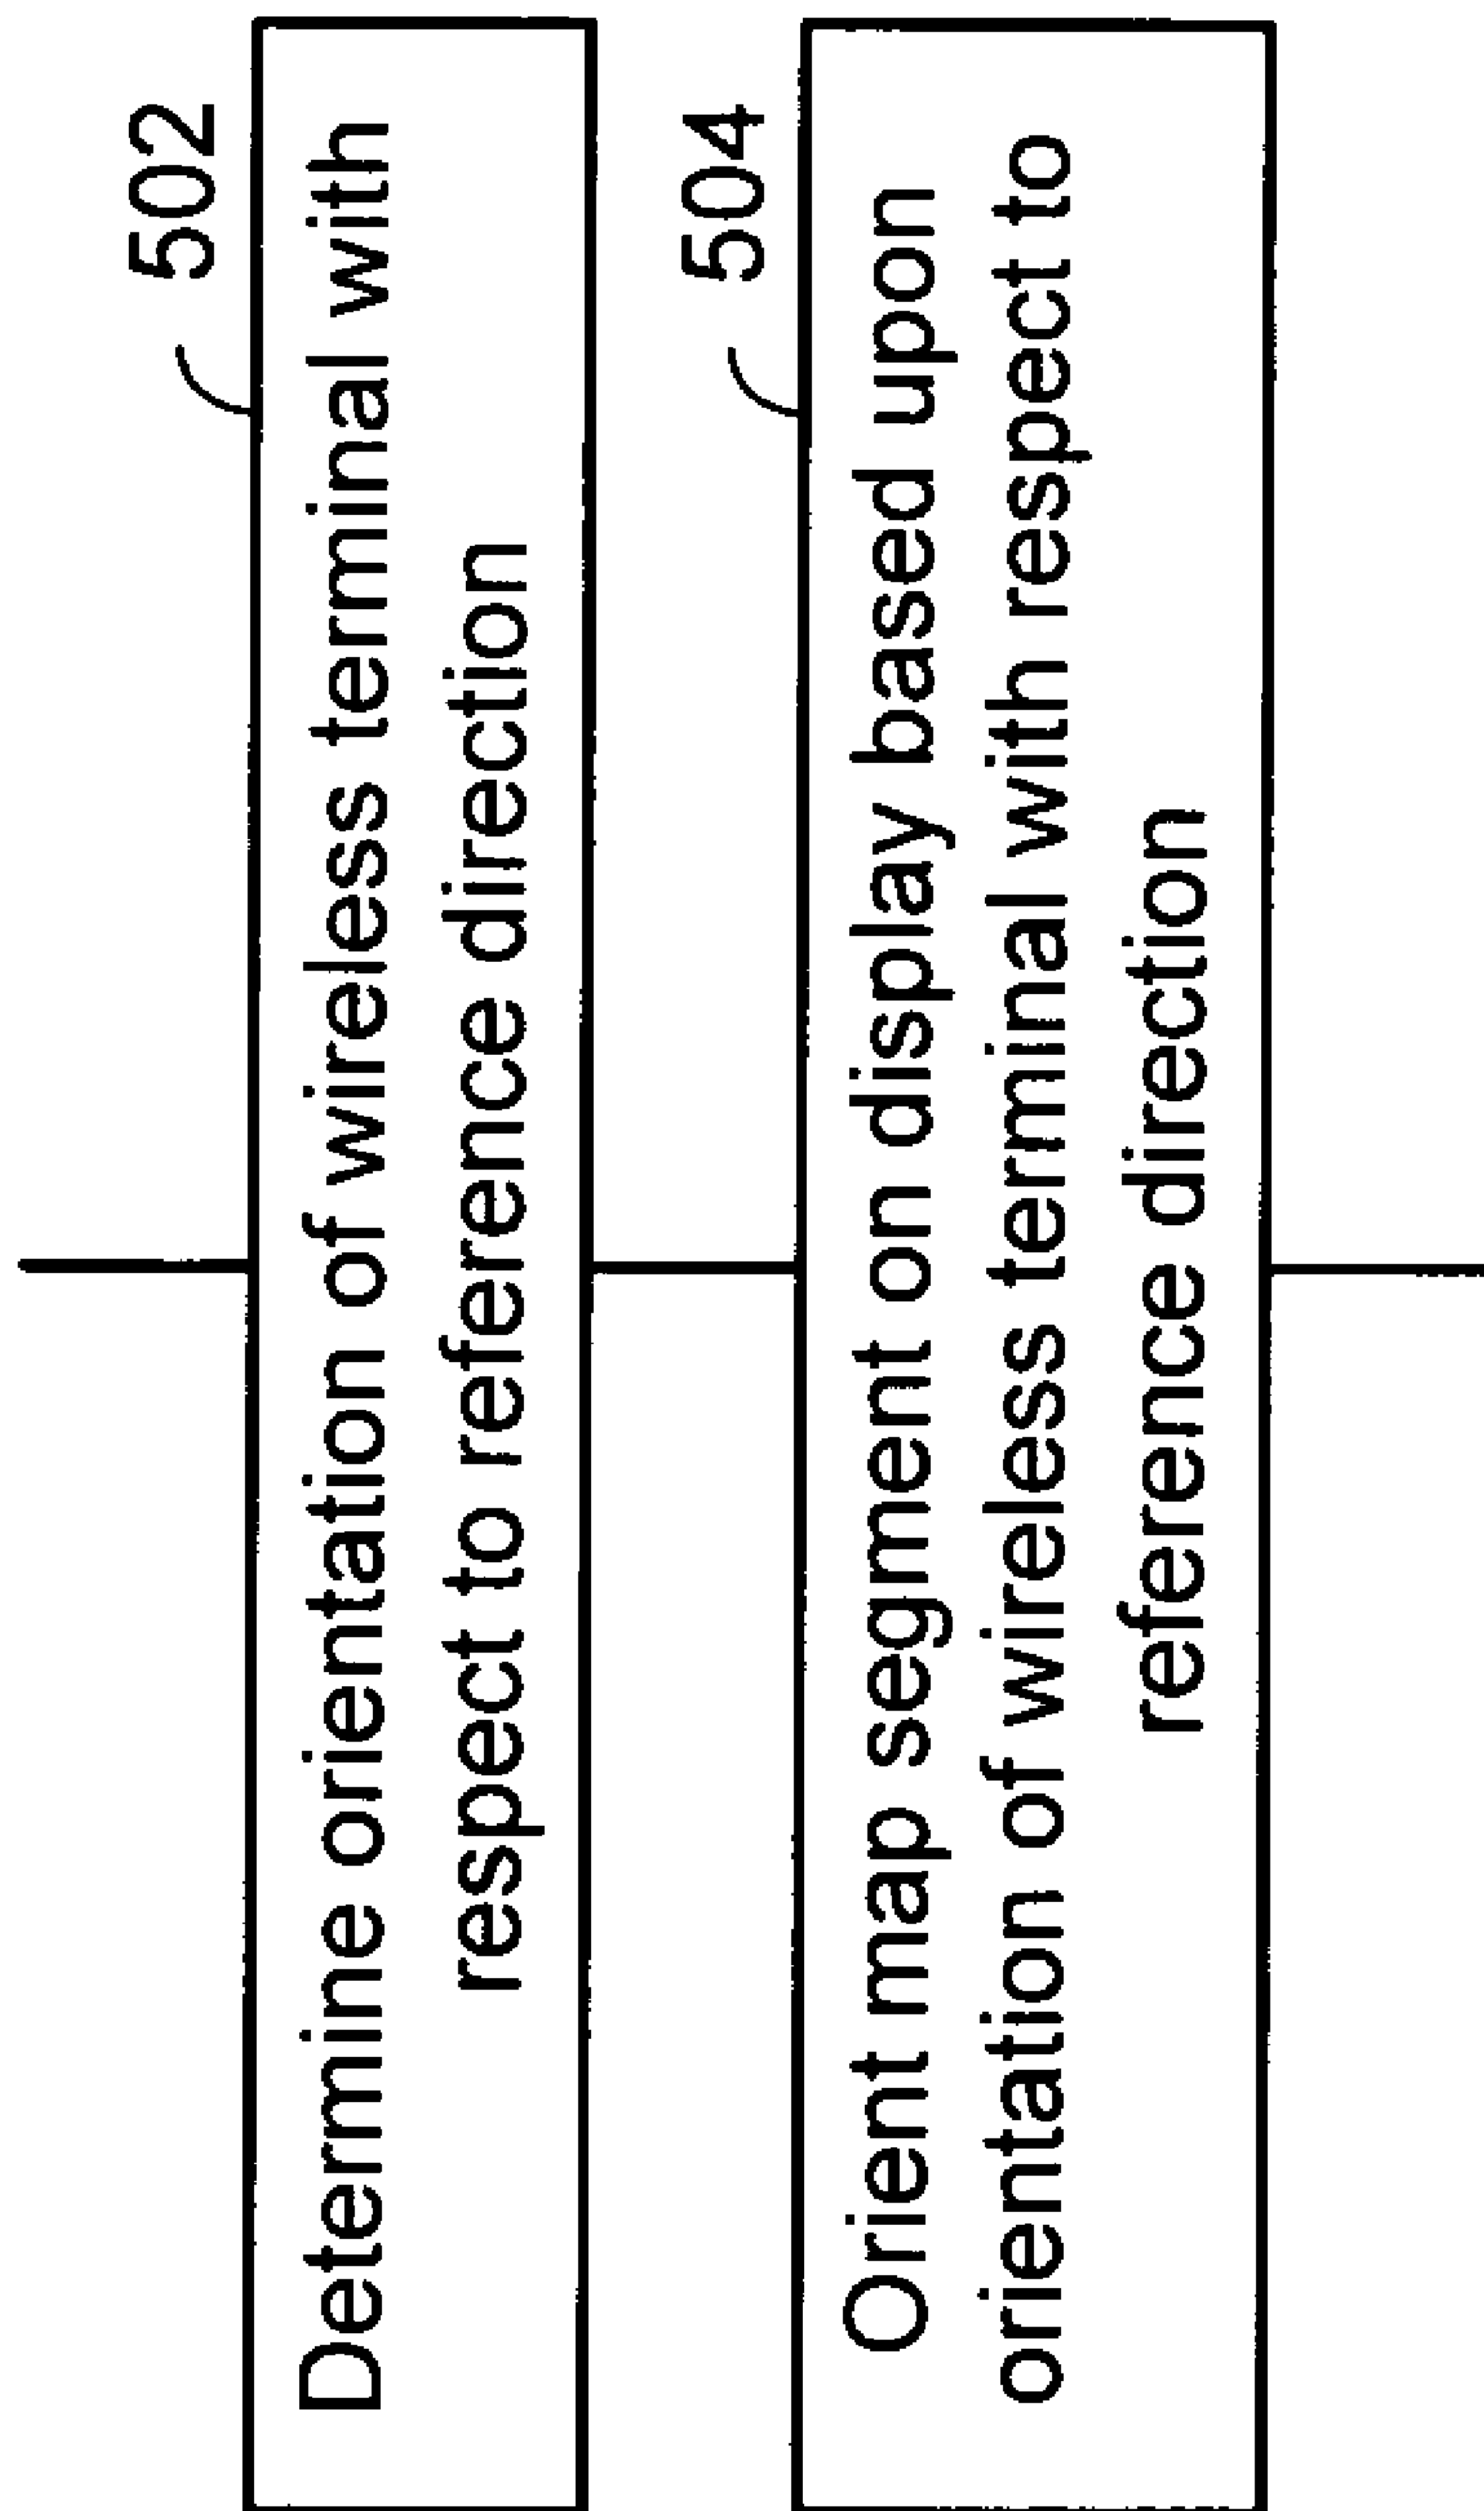 502
Determine orientation of wireless terminal with
respect to reference direction
504
Orient map segment on display based upon
orientation of wireless terminal with respect to
reference direction